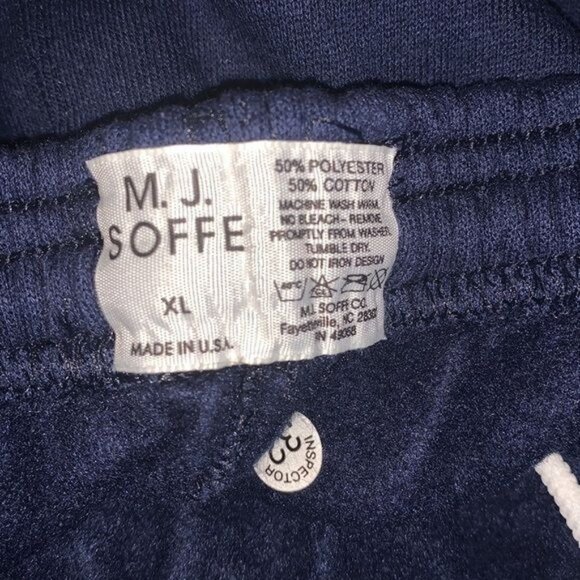 M. J.
SOFFE
XL
MADE IN U.S.A.
50% POLYESTER
50% COTTON
MACHINE WASH WARM.
NO BLEACH - REMOVE
PROMPTLY FROM WASHER.
TUMBLE DRY.
DO NOT IRON DESIGN
M.J. SOFFE CO.
Fayetteville, NC
INSPECTOR